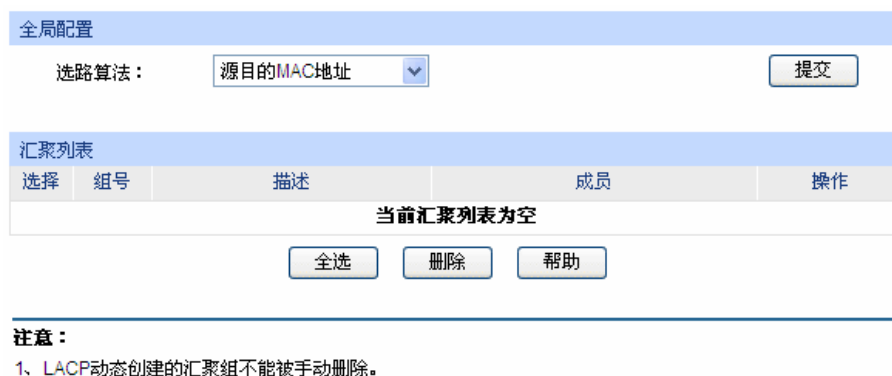 全局配置
选路算法： 源目的MAC地址 提交
汇聚列表
选择 组号 描述 成员 操作
当前汇聚列表为空
全选 删除 帮助
注意：
1、LACP动态创建的汇聚组不能被手动删除。